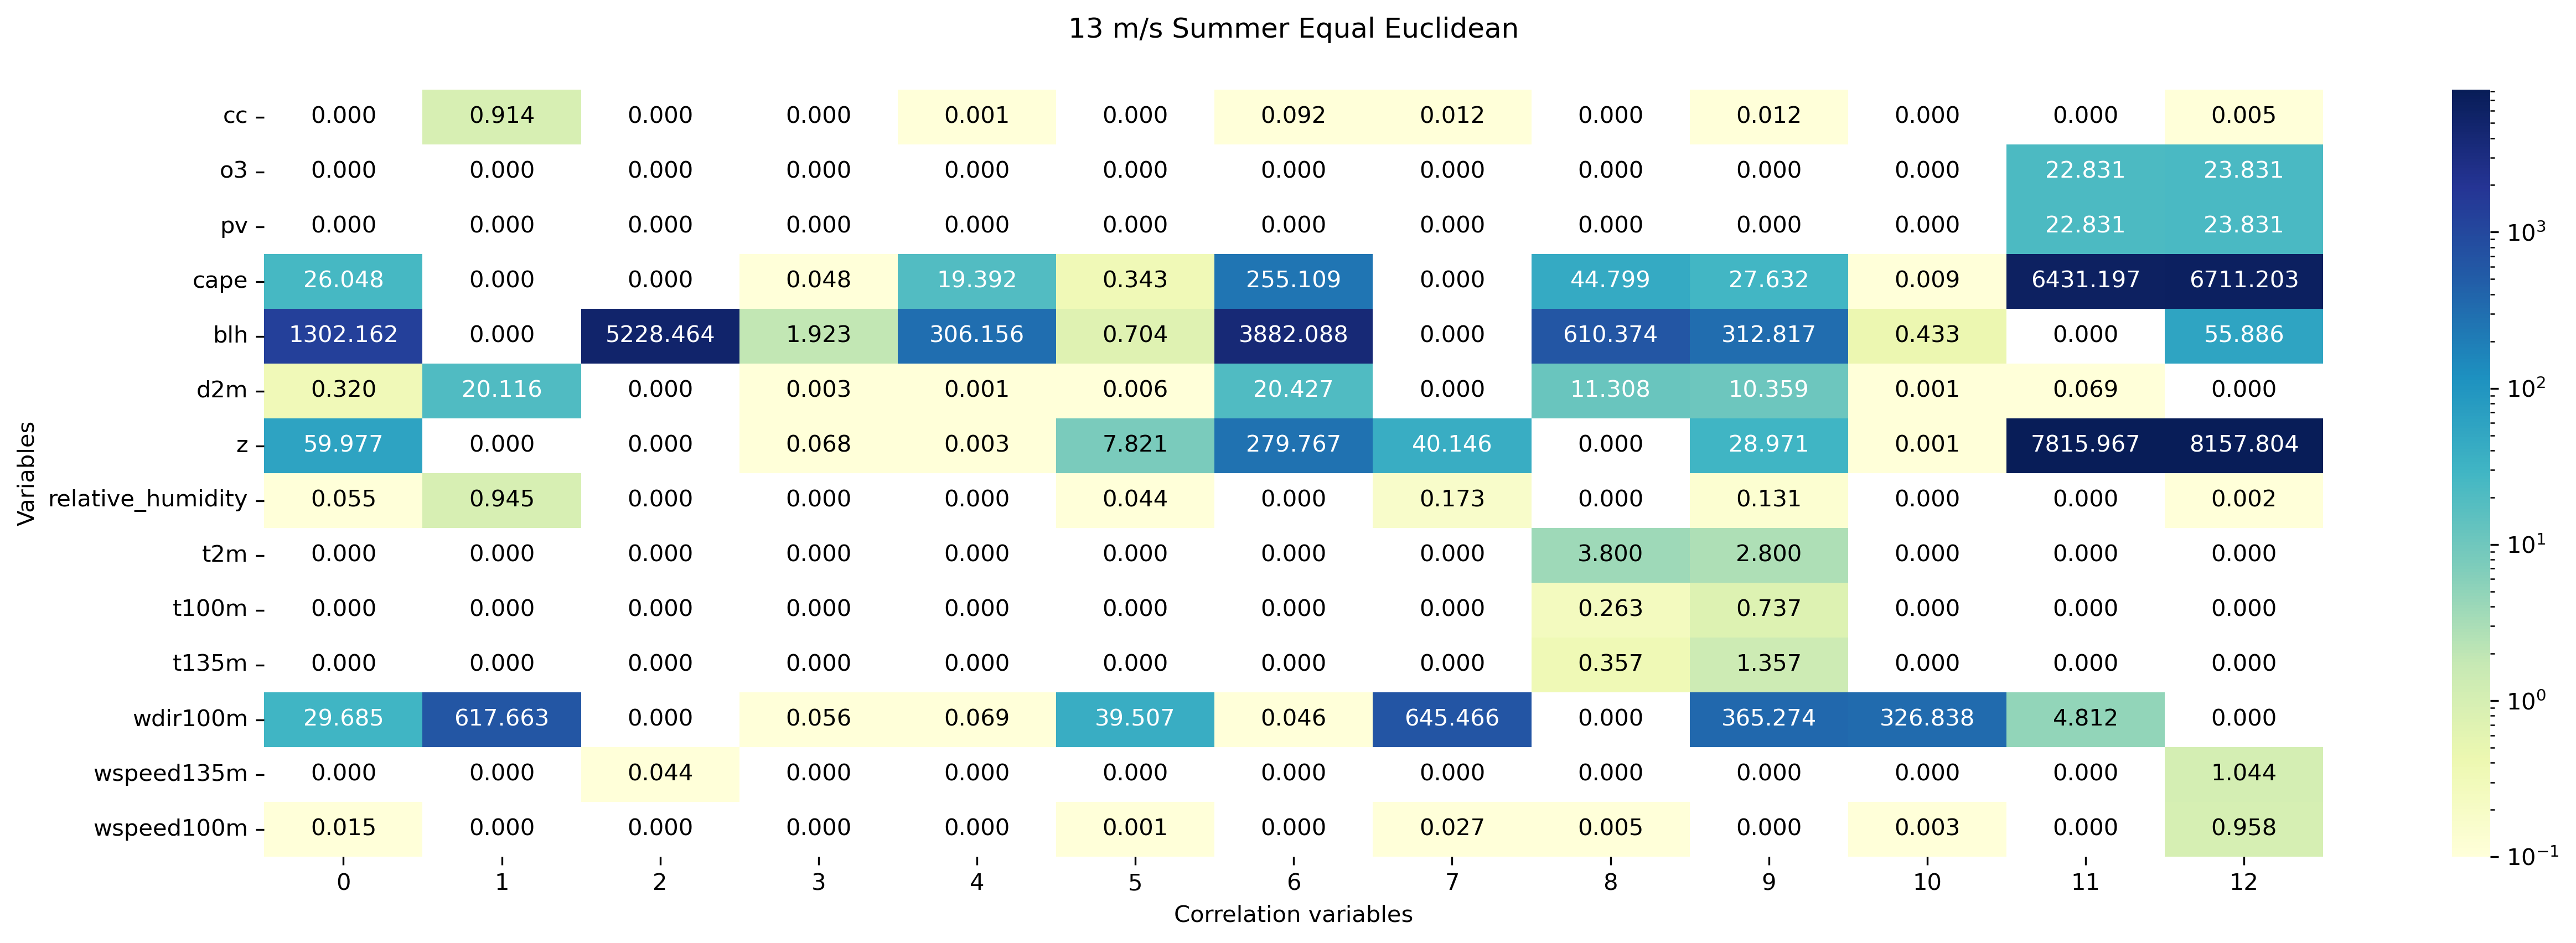 13 m/s Summer Equal Euclidean
cc 0.000 0.914 0.000 0.000 0.001 0.000 0.092 0.012 0.000 0.012 0.000 0.000 0.005
o3 0.000 0.000 0.000 0.000 0.000 0.000 0.000 0.000 0.000 0.000 0.000 22.831 23.831
pv 0.000 0.000 0.000 0.000 0.000 0.000 0.000 0.000 0.000 0.000 0.000 22.831 23.831
cape 26.048 0.000 0.000 0.048 19.392 0.343 255.109 0.000 44.799 27.632 0.009 6431.197 6711.203
blh 1302.162 0.000 5228.464 1.923 306.156 0.704 3882.088 0.000 610.374 312.817 0.433 0.000 55.886
d2m 0.320 20.116 0.000 0.003 0.001 0.006 20.427 0.000 11.308 10.359 0.001 0.069 0.000
z 59.977 0.000 0.000 0.068 0.003 7.821 279.767 40.146 0.000 28.971 0.001 7815.967 8157.804
relative_humidity 0.055 0.945 0.000 0.000 0.000 0.044 0.000 0.173 0.000 0.131 0.000 0.000 0.002
t2m 0.000 0.000 0.000 0.000 0.000 0.000 0.000 0.000 3.800 2.800 0.000 0.000 0.000
t100m 0.000 0.000 0.000 0.000 0.000 0.000 0.000 0.000 0.263 0.737 0.000 0.000 0.000
t135m 0.000 0.000 0.000 0.000 0.000 0.000 0.000 0.000 0.357 1.357 0.000 0.000 0.000
wdir100m 29.685 617.663 0.000 0.056 0.069 39.507 0.046 645.466 0.000 365.274 326.838 4.812 0.000
wspeed135m 0.000 0.000 0.044 0.000 0.000 0.000 0.000 0.000 0.000 0.000 0.000 0.000 1.044
wspeed100m 0.015 0.000 0.000 0.000 0.000 0.001 0.000 0.027 0.005 0.000 0.003 0.000 0.958
0 1 2 3 4 5 6 7 8 9 10 11 12
Correlation variables
Variables
10³
10²
10¹
10⁰
10⁻¹